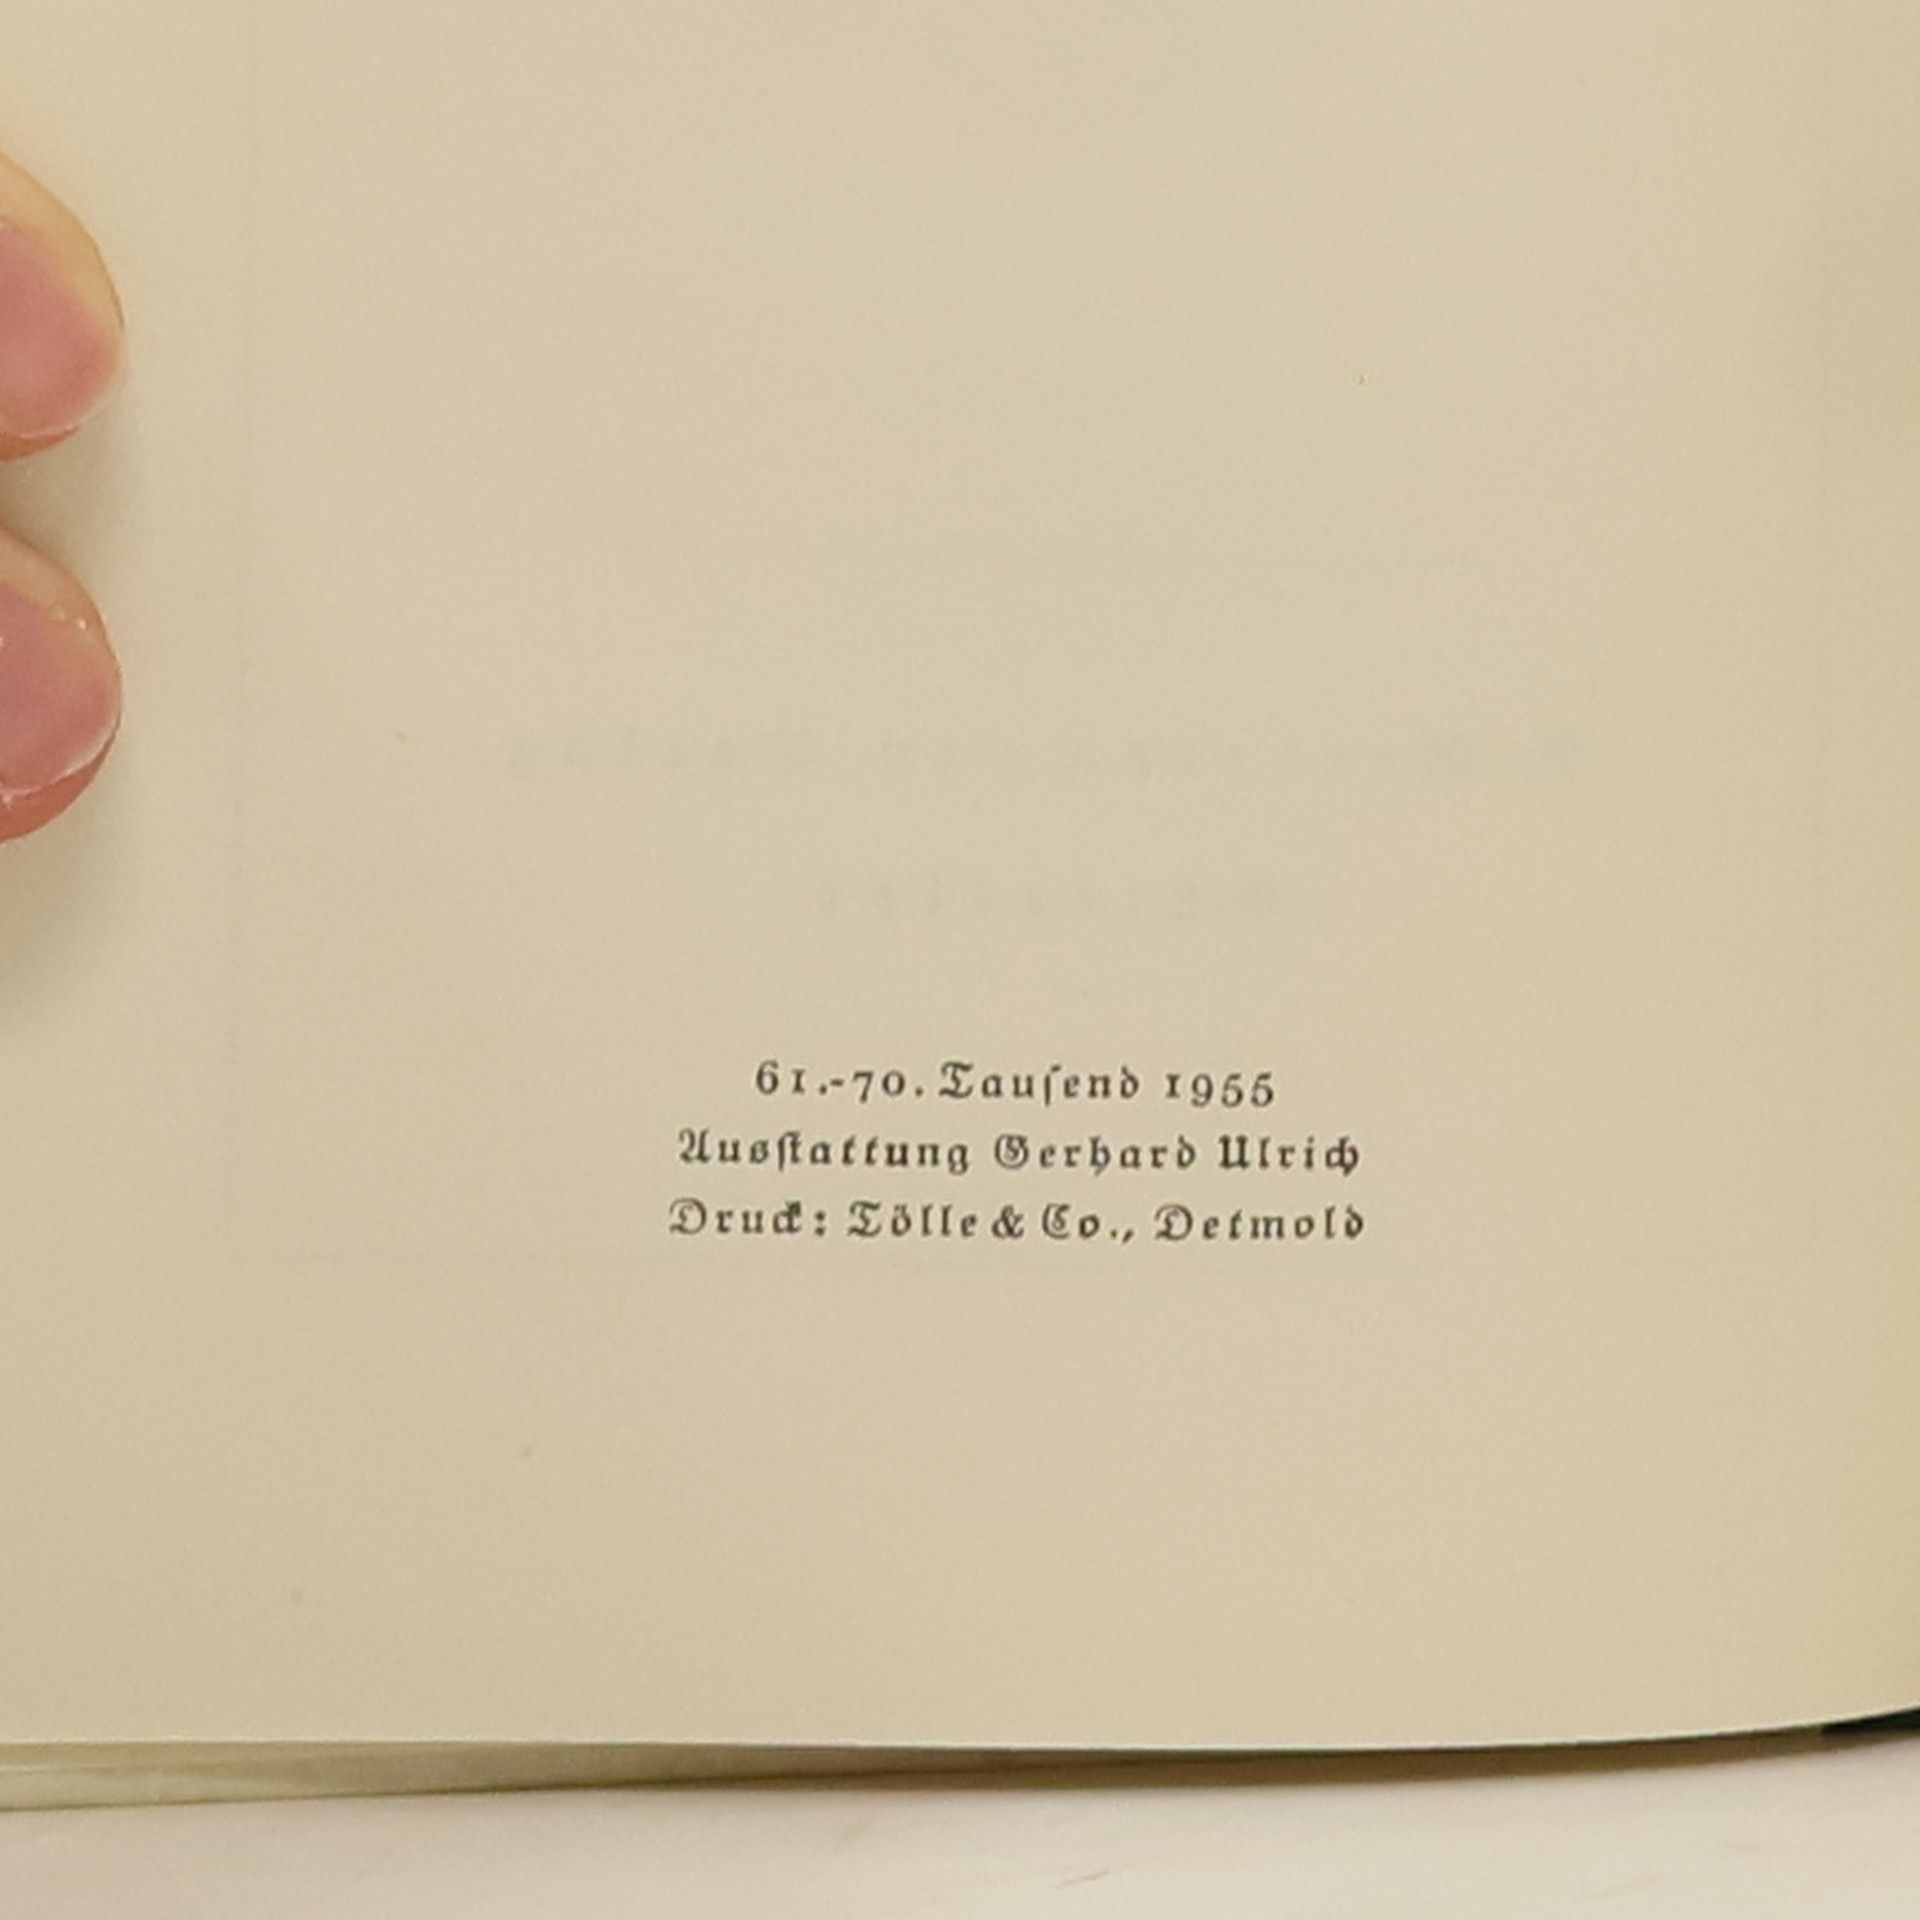 61.-70. Tauſend 1955
Ausſtattung Gerhard Ulrich
Druck: Tölle & Co., Detmold